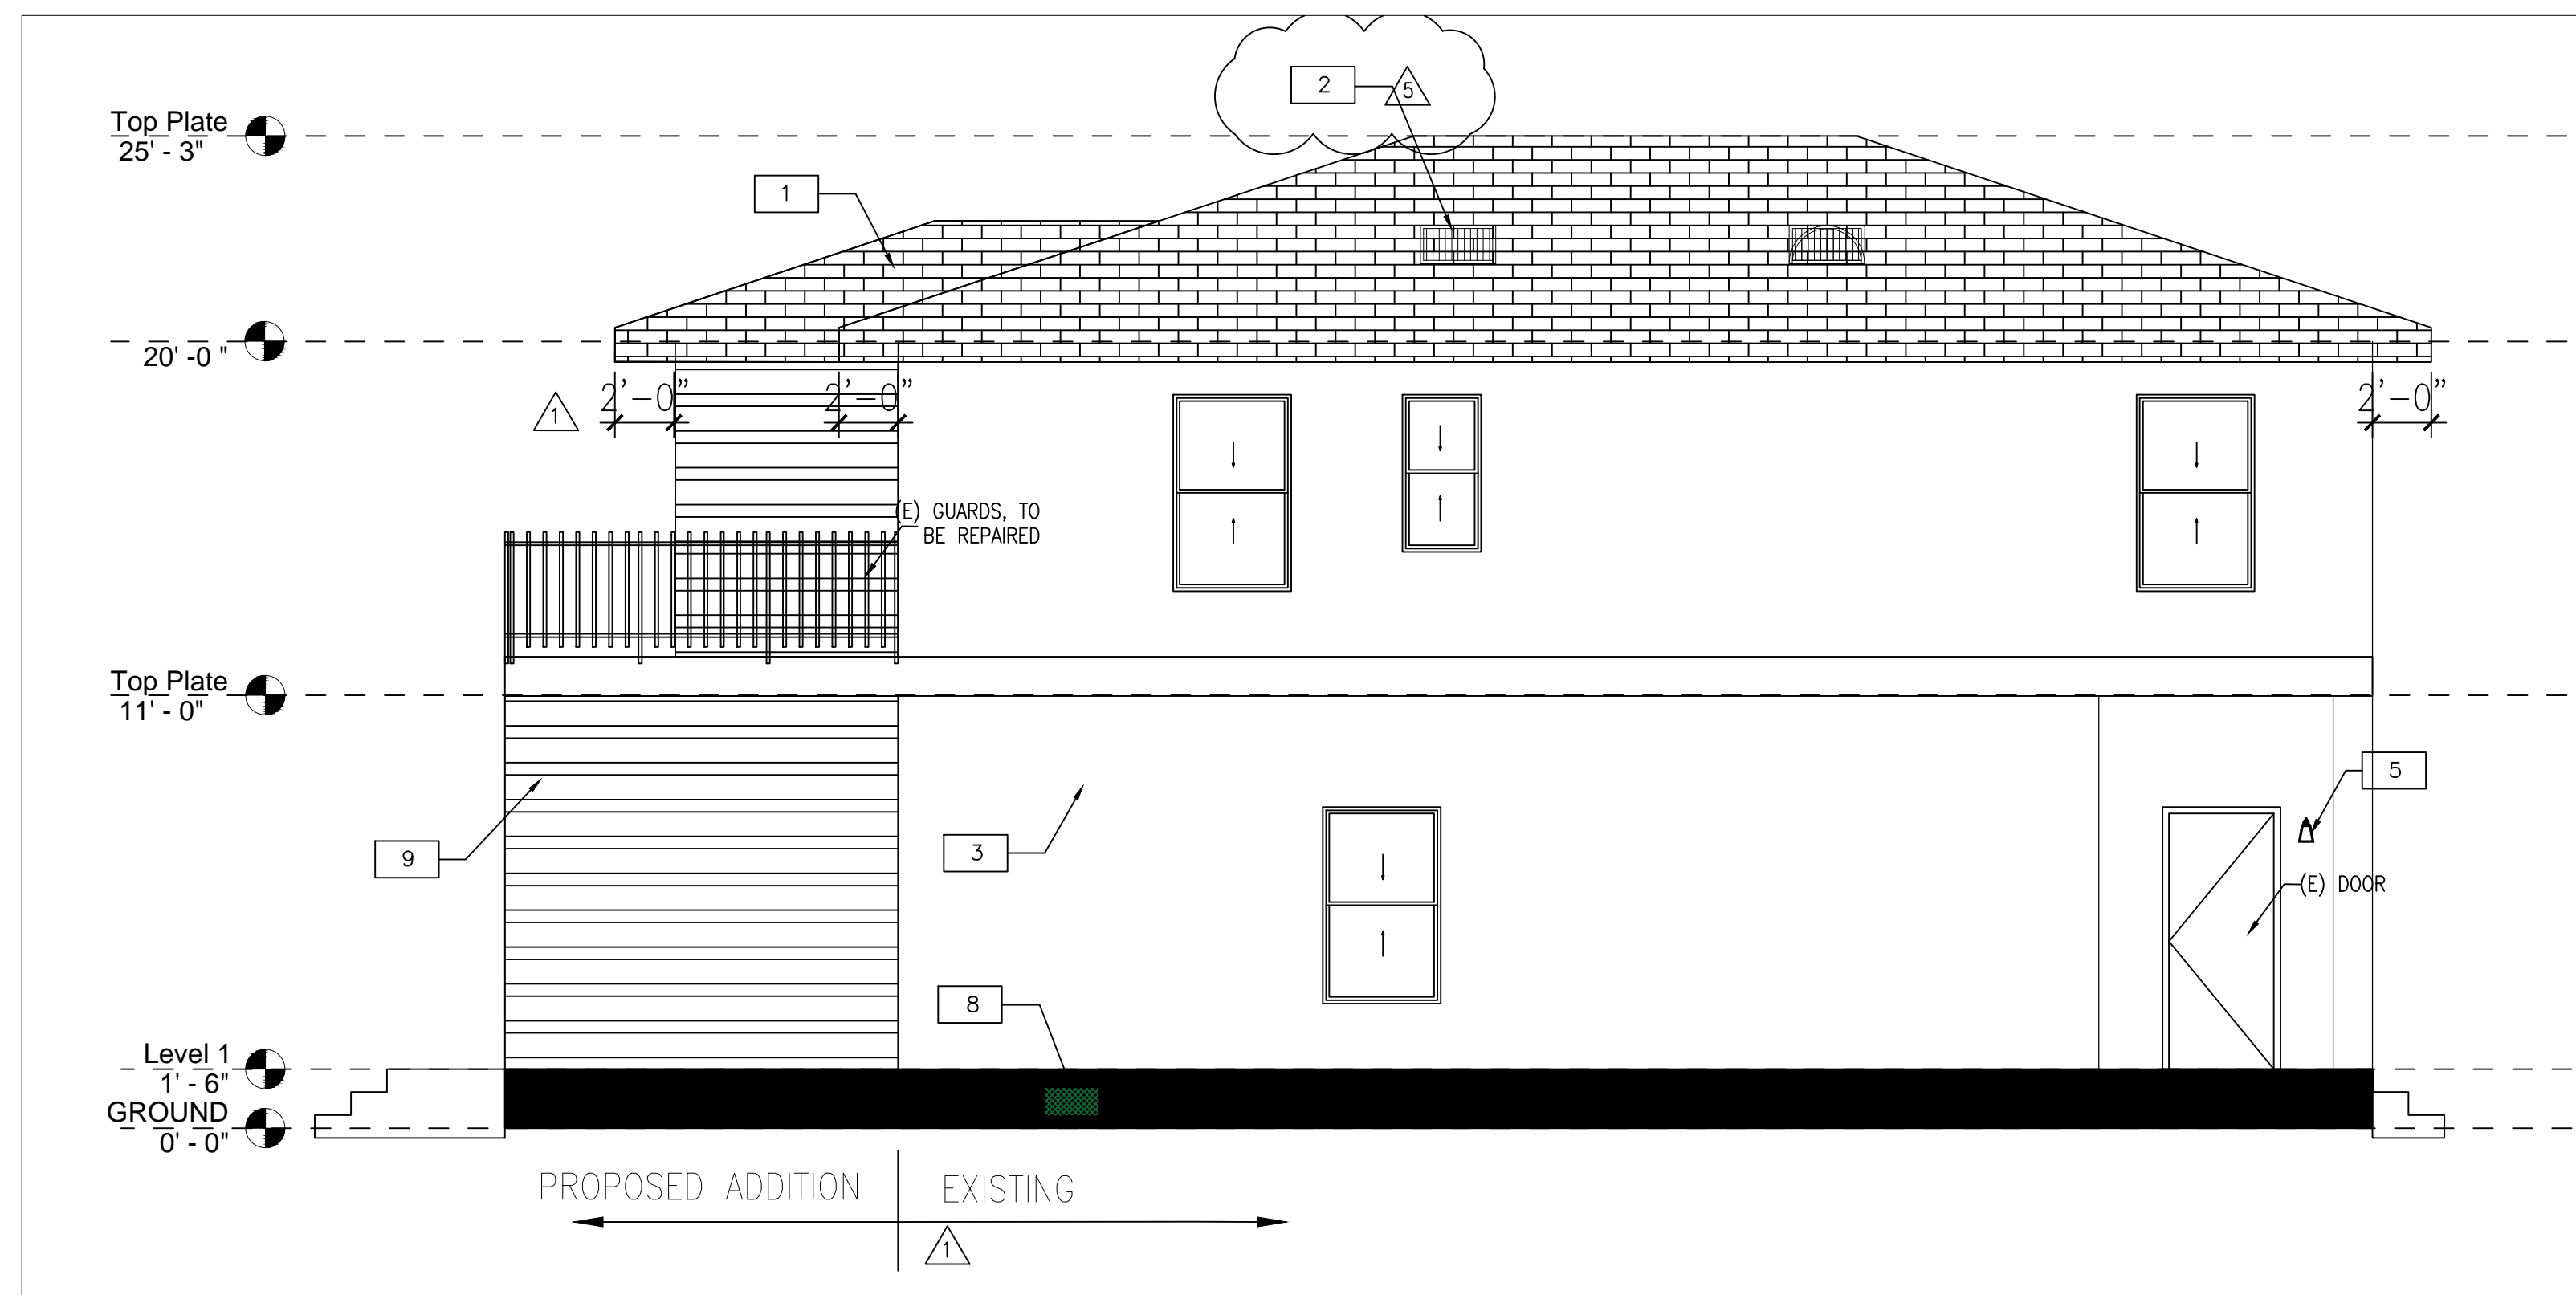 2
5
Top Plate
25' - 3"
1
20' -0 "
2'-0"
2'-0"
2'-0"
1
(E) GUARDS, TO
BE REPAIRED
Top Plate
11' - 0"
5
9
3
(E) DOOR
8
Level 1
1' - 6"
GROUND
0' - 0"
PROPOSED ADDITION
EXISTING
1